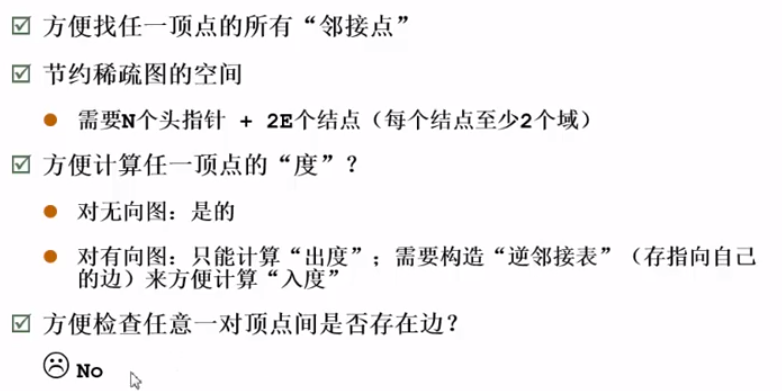 方便找任一顶点的所有“邻接点”
节约稀疏图的空间
需要N个头指针 + 2E个结点（每个结点至少2个域）
方便计算任一顶点的“度”？
对无向图：是的
对有向图：只能计算“出度”；需要构造“逆邻接表”（存指向自己
的边）来方便计算“入度”
方便检查任意一对顶点间是否存在边？
No